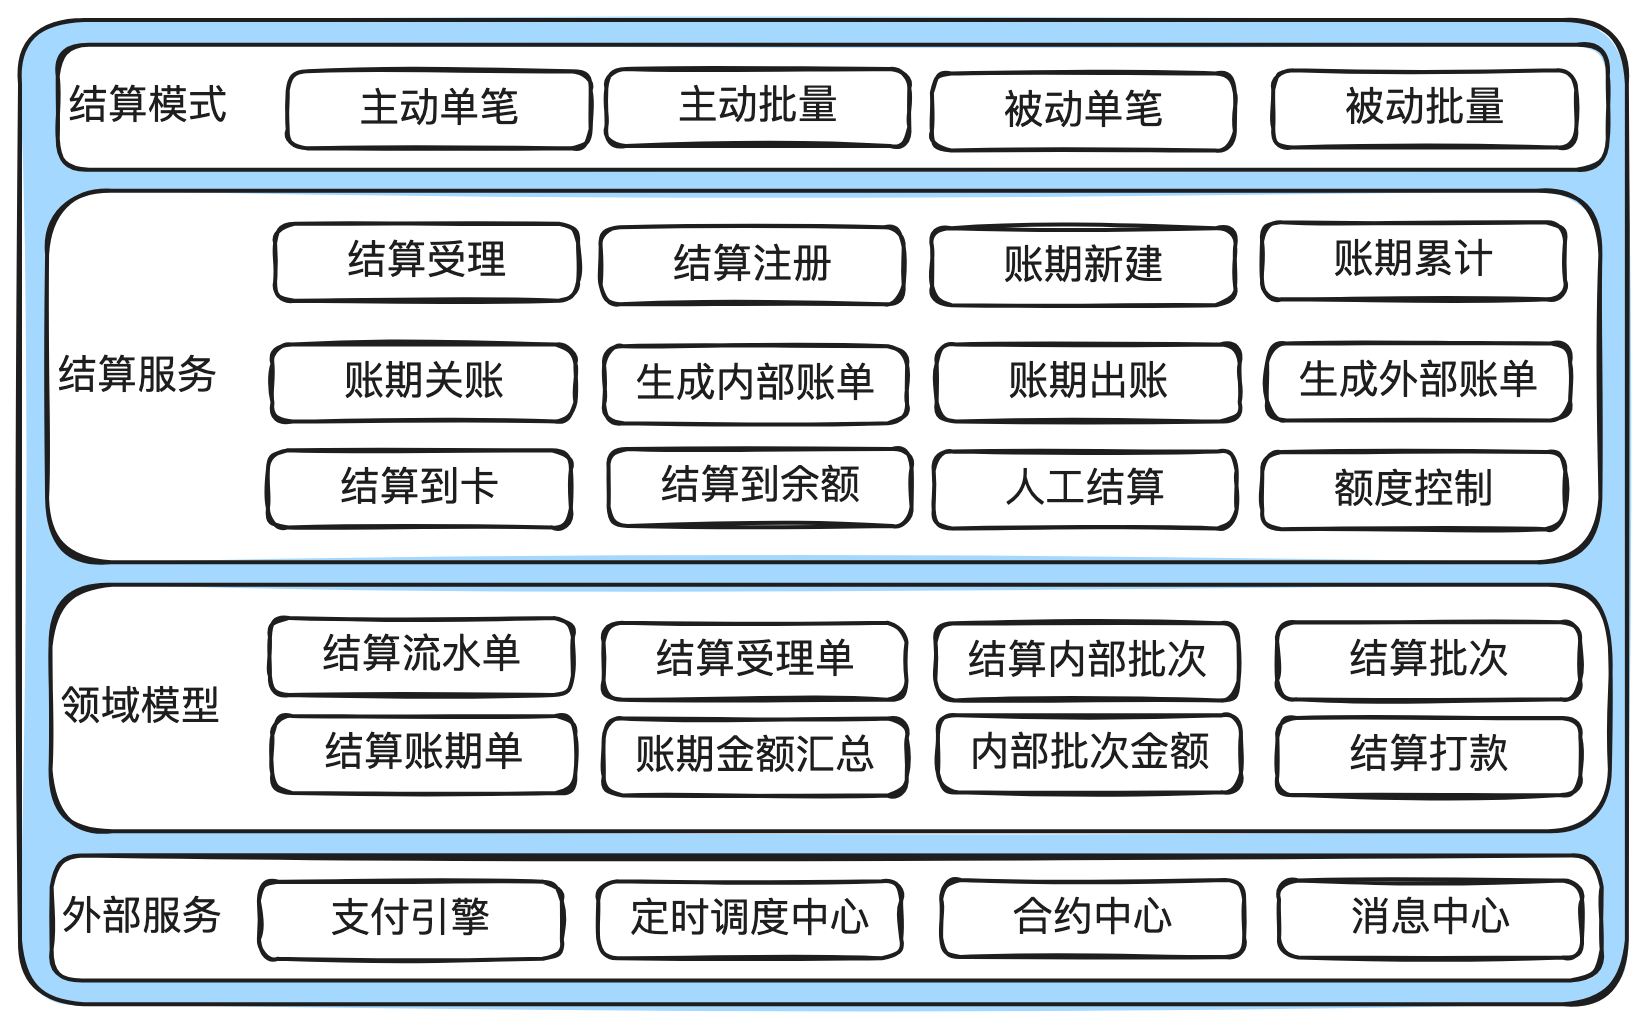 结算模式
主动单笔
主动批量
被动单笔
被动批量
结算服务
结算受理
结算注册
账期新建
账期累计
账期关账
生成内部账单
账期出账
生成外部账单
结算到卡
结算到余额
人工结算
额度控制
领域模型
结算流水单
结算受理单
结算内部批次
结算批次
结算账期单
账期金额汇总
内部批次金额
结算打款
外部服务
支付引擎
定时调度中心
合约中心
消息中心